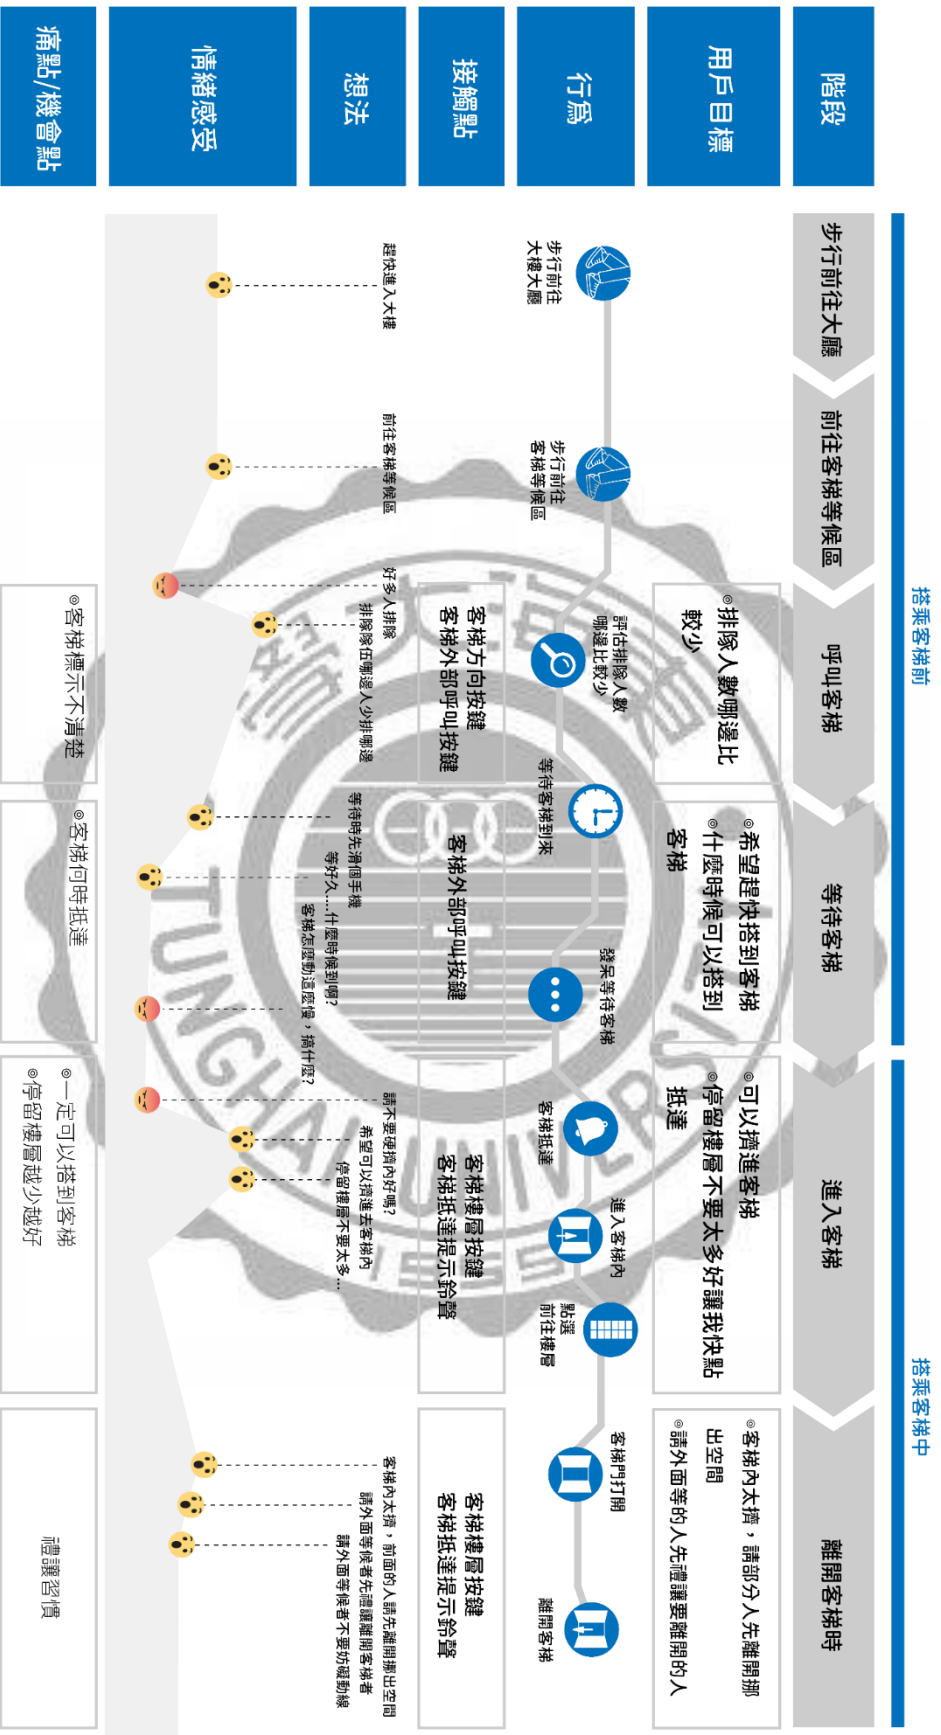 搭乘客梯前
搭乘客梯中
階段
步行前往大廳
前往客梯等候區
呼叫客梯
等待客梯
進入客梯
離開客梯時
用戶目標
◎排隊人數哪邊比
較少
◎希望趕快搭到客梯
◎什麼時候可以搭到
客梯
◎可以擠進客梯
◎停留樓層不要太多好讓我快點
抵達
◎客梯內太擠，請部分人先離開挪
出空間
◎請外面等的人先禮讓要離開的人
行為
步行前往
大樓大廳
步行前往
客梯等候區
評估排隊人數
哪邊比較少
等待客梯到來
發呆等待客梯
客梯抵達
進入客梯內
點選
前往樓層
客梯門打開
離開客梯
接觸點
客梯方向按鍵
客梯外部呼叫按鍵
客梯外部呼叫按鍵
客梯樓層按鍵
客梯抵達提示鈴聲
客梯樓層按鍵
客梯抵達提示鈴聲
想法
趕快進入大樓
前往客梯等候區
好多人排隊
排隊隊伍哪邊人少排哪邊
等待時先滑個手機
等好久....什麼時候到啊?
客梯怎麼動這麼慢，搞什麼?
請不要硬擠內好嗎?
希望可以擠進去客梯內
停留樓層不要太多...
客梯內太擠，前面的人請先離開挪出空間
請外面等候者先禮讓離開客梯者
請外面等候者不要妨礙動線
情緒感受
痛點/機會點
◎客梯標示不清楚
◎客梯何時抵達
◎一定可以搭到客梯
◎停留樓層越少越好
禮讓習慣
TUNGHAI UNIVERSITY
1955